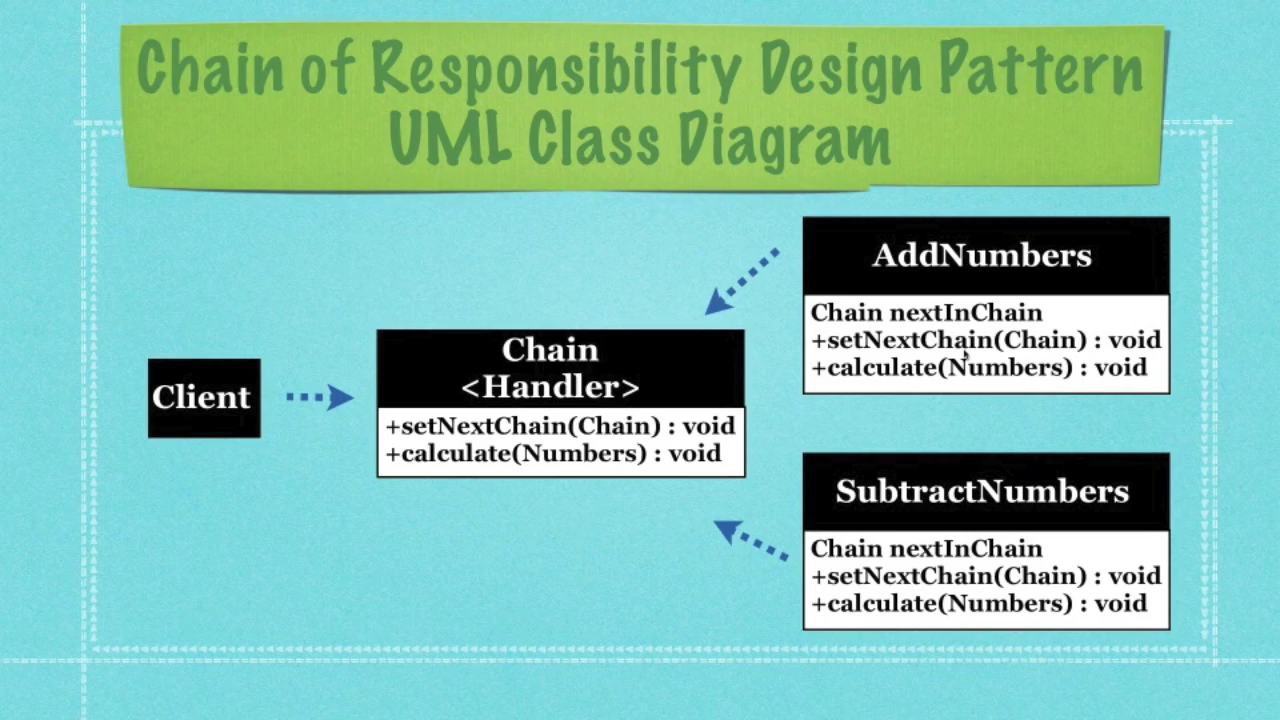 Chain of Responsibility Design Pattern
UML Class Diagram
Client
Chain
<Handler>
+setNextChain(Chain) : void
+calculate(Numbers) : void
AddNumbers
Chain nextInChain
+setNextChain(Chain) : void
+calculate(Numbers) : void
SubtractNumbers
Chain nextInChain
+setNextChain(Chain) : void
+calculate(Numbers) : void